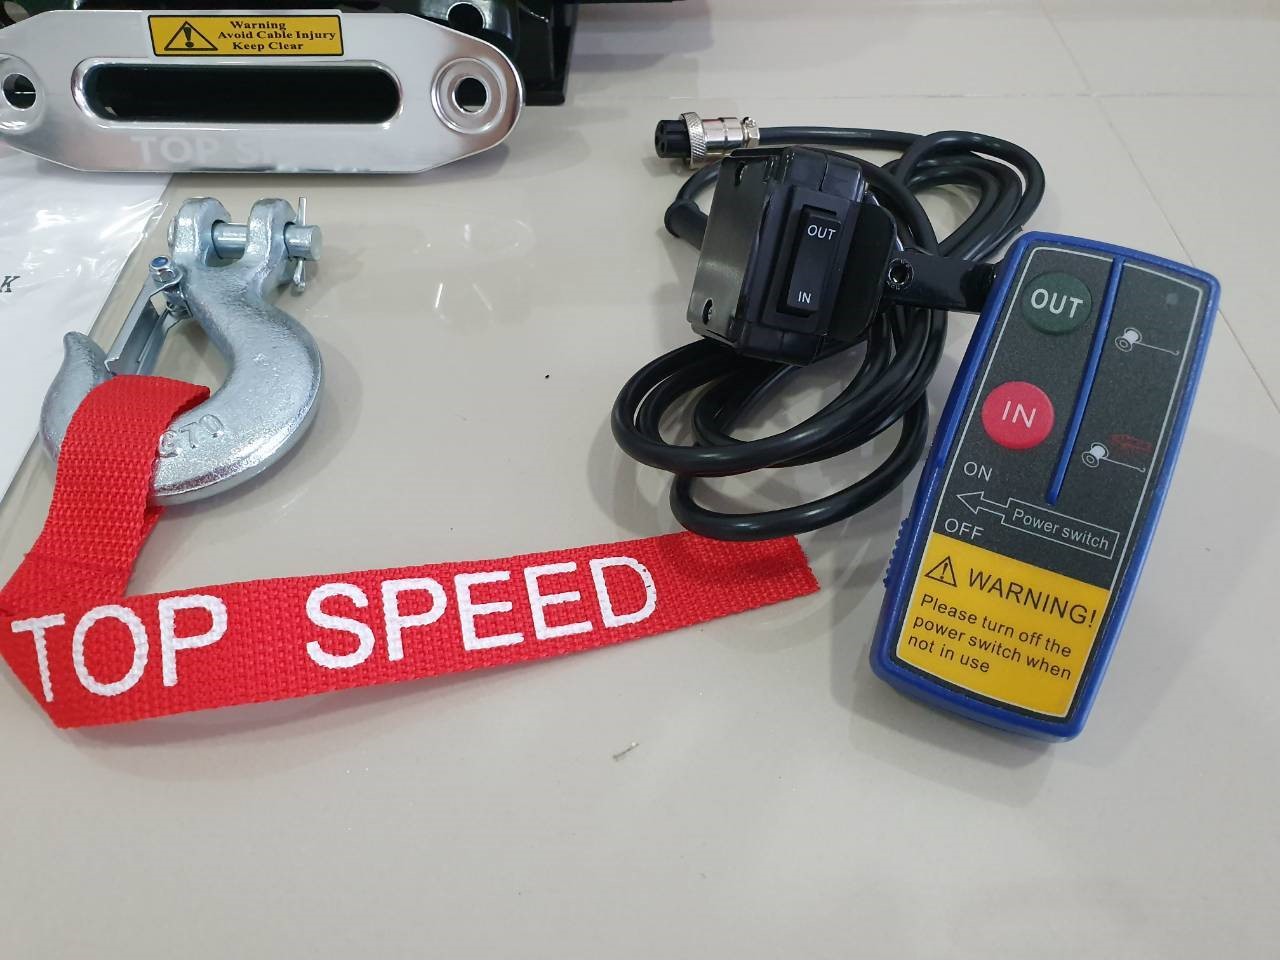 Warning
Avoid Cable Injury
Keep Clear
TOP S
K
OUT
IN
OUT
IN
ON
Power switch
OFF
WARNING!
Please turn off the
power switch when
not in use
TOP SPEED